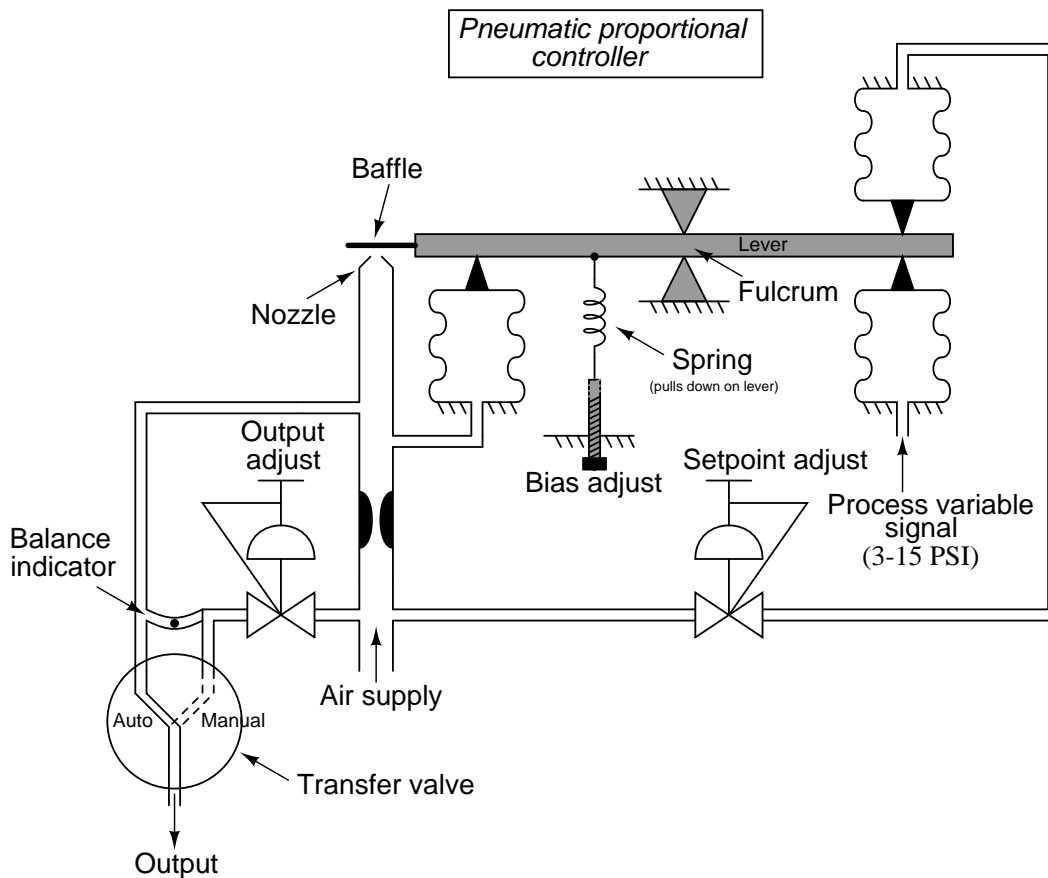 Pneumatic proportional
controller
Baffle
Lever
Nozzle
Fulcrum
Spring
(pulls down on lever)
Output
adjust
Bias adjust
Setpoint adjust
Process variable
signal
(3-15 PSI)
Balance
indicator
Air supply
Auto
Manual
Transfer valve
Output